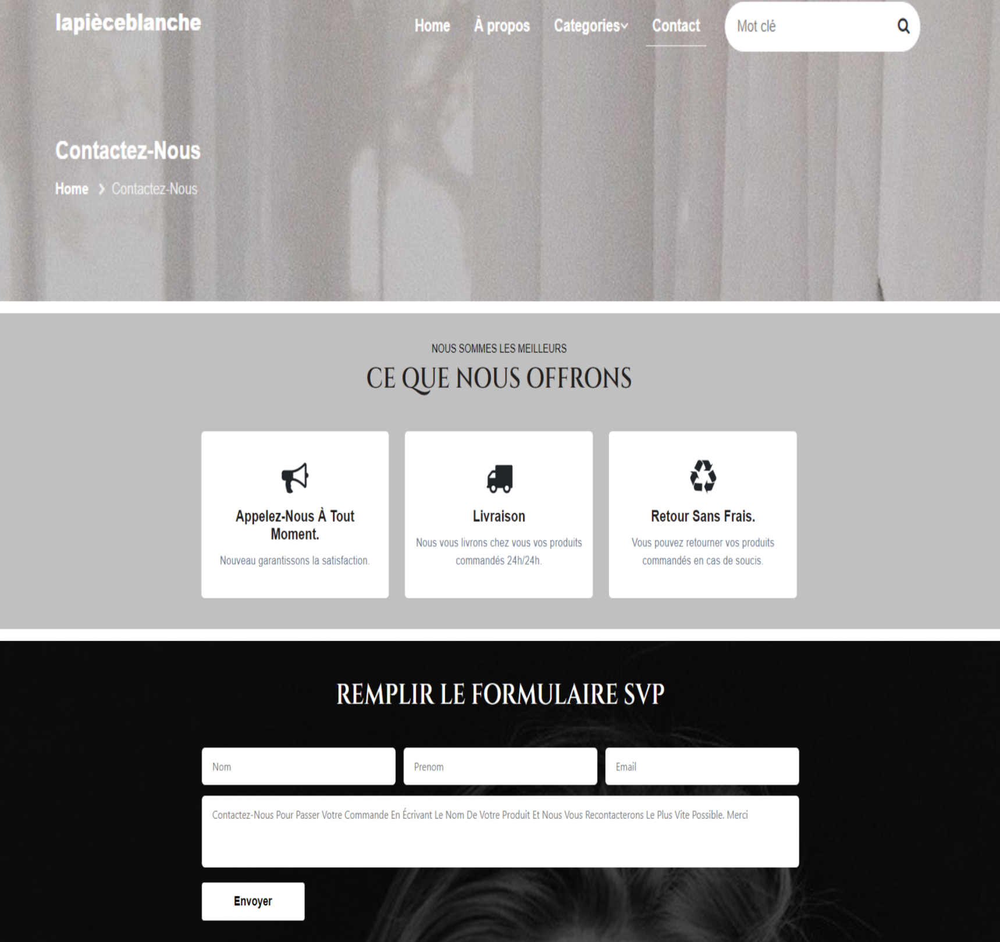 lapièceblanche
Home À propos Categories Contact Mot clé
Contactez-Nous
Home Contactez-Nous
NOUS SOMMES LES MEILLEURS
CE QUE NOUS OFFRONS
Appelez-Nous À Tout
Moment.
Nouveau garantissons la satisfaction.
Livraison
Nous vous livrons chez vous vos produits
commandés 24h/24h.
Retour Sans Frais.
Vous pouvez retourner vos produits
commandés en cas de soucis.
REMPLIR LE FORMULAIRE SVP
Nom Prenom Email
Contactez-Nous Pour Passer Votre Commande En Écrivant Le Nom De Votre Produit Et Nous Vous Recontacterons Le Plus Vite Possible. Merci
Envoyer